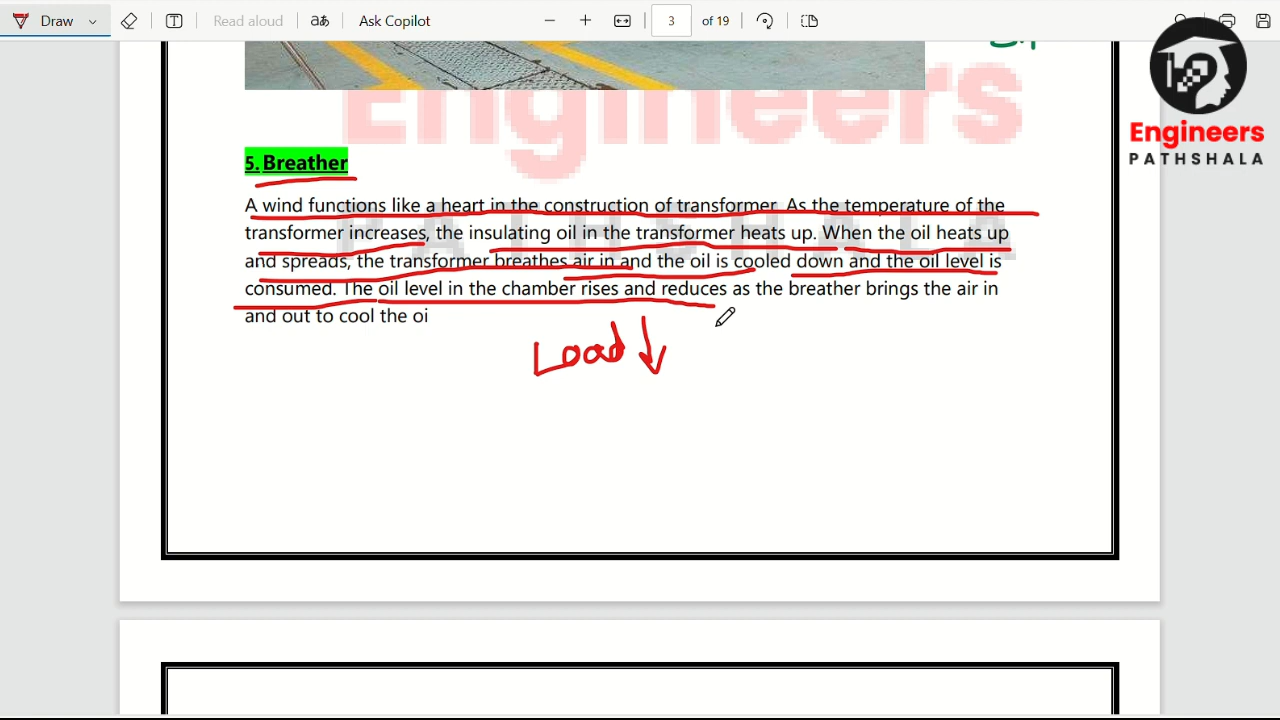 Draw
Read aloud
aあ
Ask Copilot
3
of 19
Engineers
PATHSHALA
Engineers
5. Breather
A wind functions like a heart in the construction of transformer. As the temperature of the
transformer increases, the insulating oil in the transformer heats up. When the oil heats up
and spreads, the transformer breathes air in and the oil is cooled down and the oil level is
consumed. The oil level in the chamber rises and reduces as the breather brings the air in
and out to cool the oi
PATHSHALA
Load